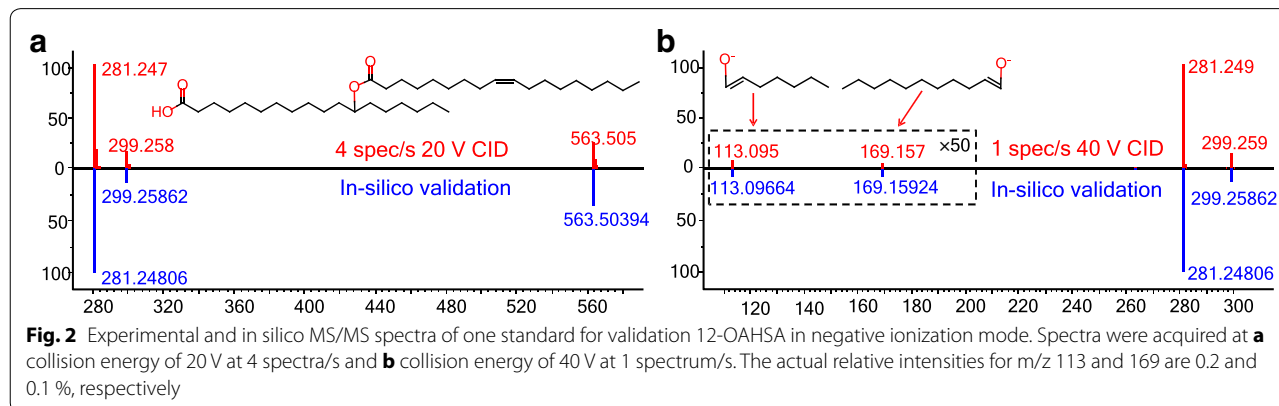 a
100
50
0
50
100
281.247
299.258
563.505
O
O
HO
O
4 spec/s 20 V CID
In-silico validation
299.25862
563.50394
281.24806
280 320 360 400 440 480 520 560
b
100
50
0
50
100
O-
O-
281.249
113.095
169.157
×50
1 spec/s 40 V CID
299.259
113.09664
169.15924
In-silico validation
299.25862
281.24806
120 140 160 180 200 220 240 260 280 300
Fig. 2 Experimental and in silico MS/MS spectra of one standard for validation 12-OAHSA in negative ionization mode. Spectra were acquired at a
collision energy of 20 V at 4 spectra/s and b collision energy of 40 V at 1 spectrum/s. The actual relative intensities for m/z 113 and 169 are 0.2 and
0.1 %, respectively